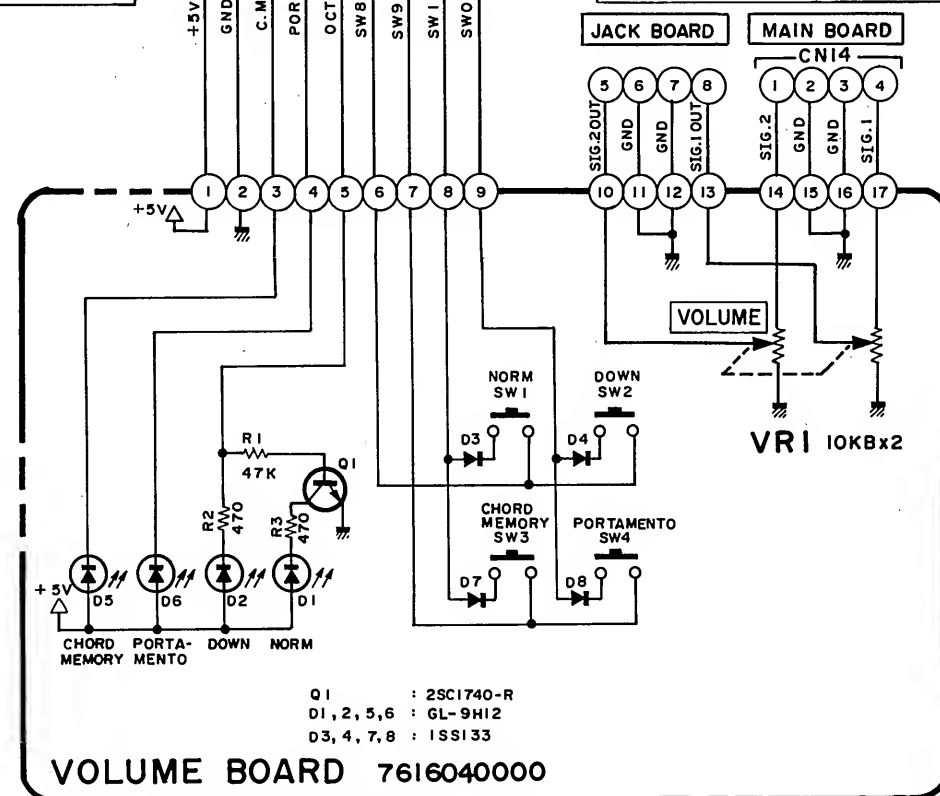 +5V
GND
C.M
POR
OCT
SW8
SW9
SW1
SW0
JACK BOARD
MAIN BOARD
CN14
5 6 7 8
1 2 3 4
SIG.2OUT
GND
GND
SIG.1OUT
SIG.2
GND
GND
SIG.1
1 2 3 4 5 6 7 8 9 10 11 12 13 14 15 16 17
+5V
VOLUME
VR1 10KBx2
NORM
SW1
DOWN
SW2
D3
D4
R1
47K
Q1
R2
470
R3
470
CHORD
MEMORY
SW3
PORTAMENTO
SW4
D7
D8
+5V
D5
D6
D2
D1
CHORD
MEMORY
PORTA-
MENTO
DOWN
NORM
Q1 : 2SC1740-R
D1,2,5,6 : GL-9H12
D3,4,7,8 : 1SS133
VOLUME BOARD 7616040000